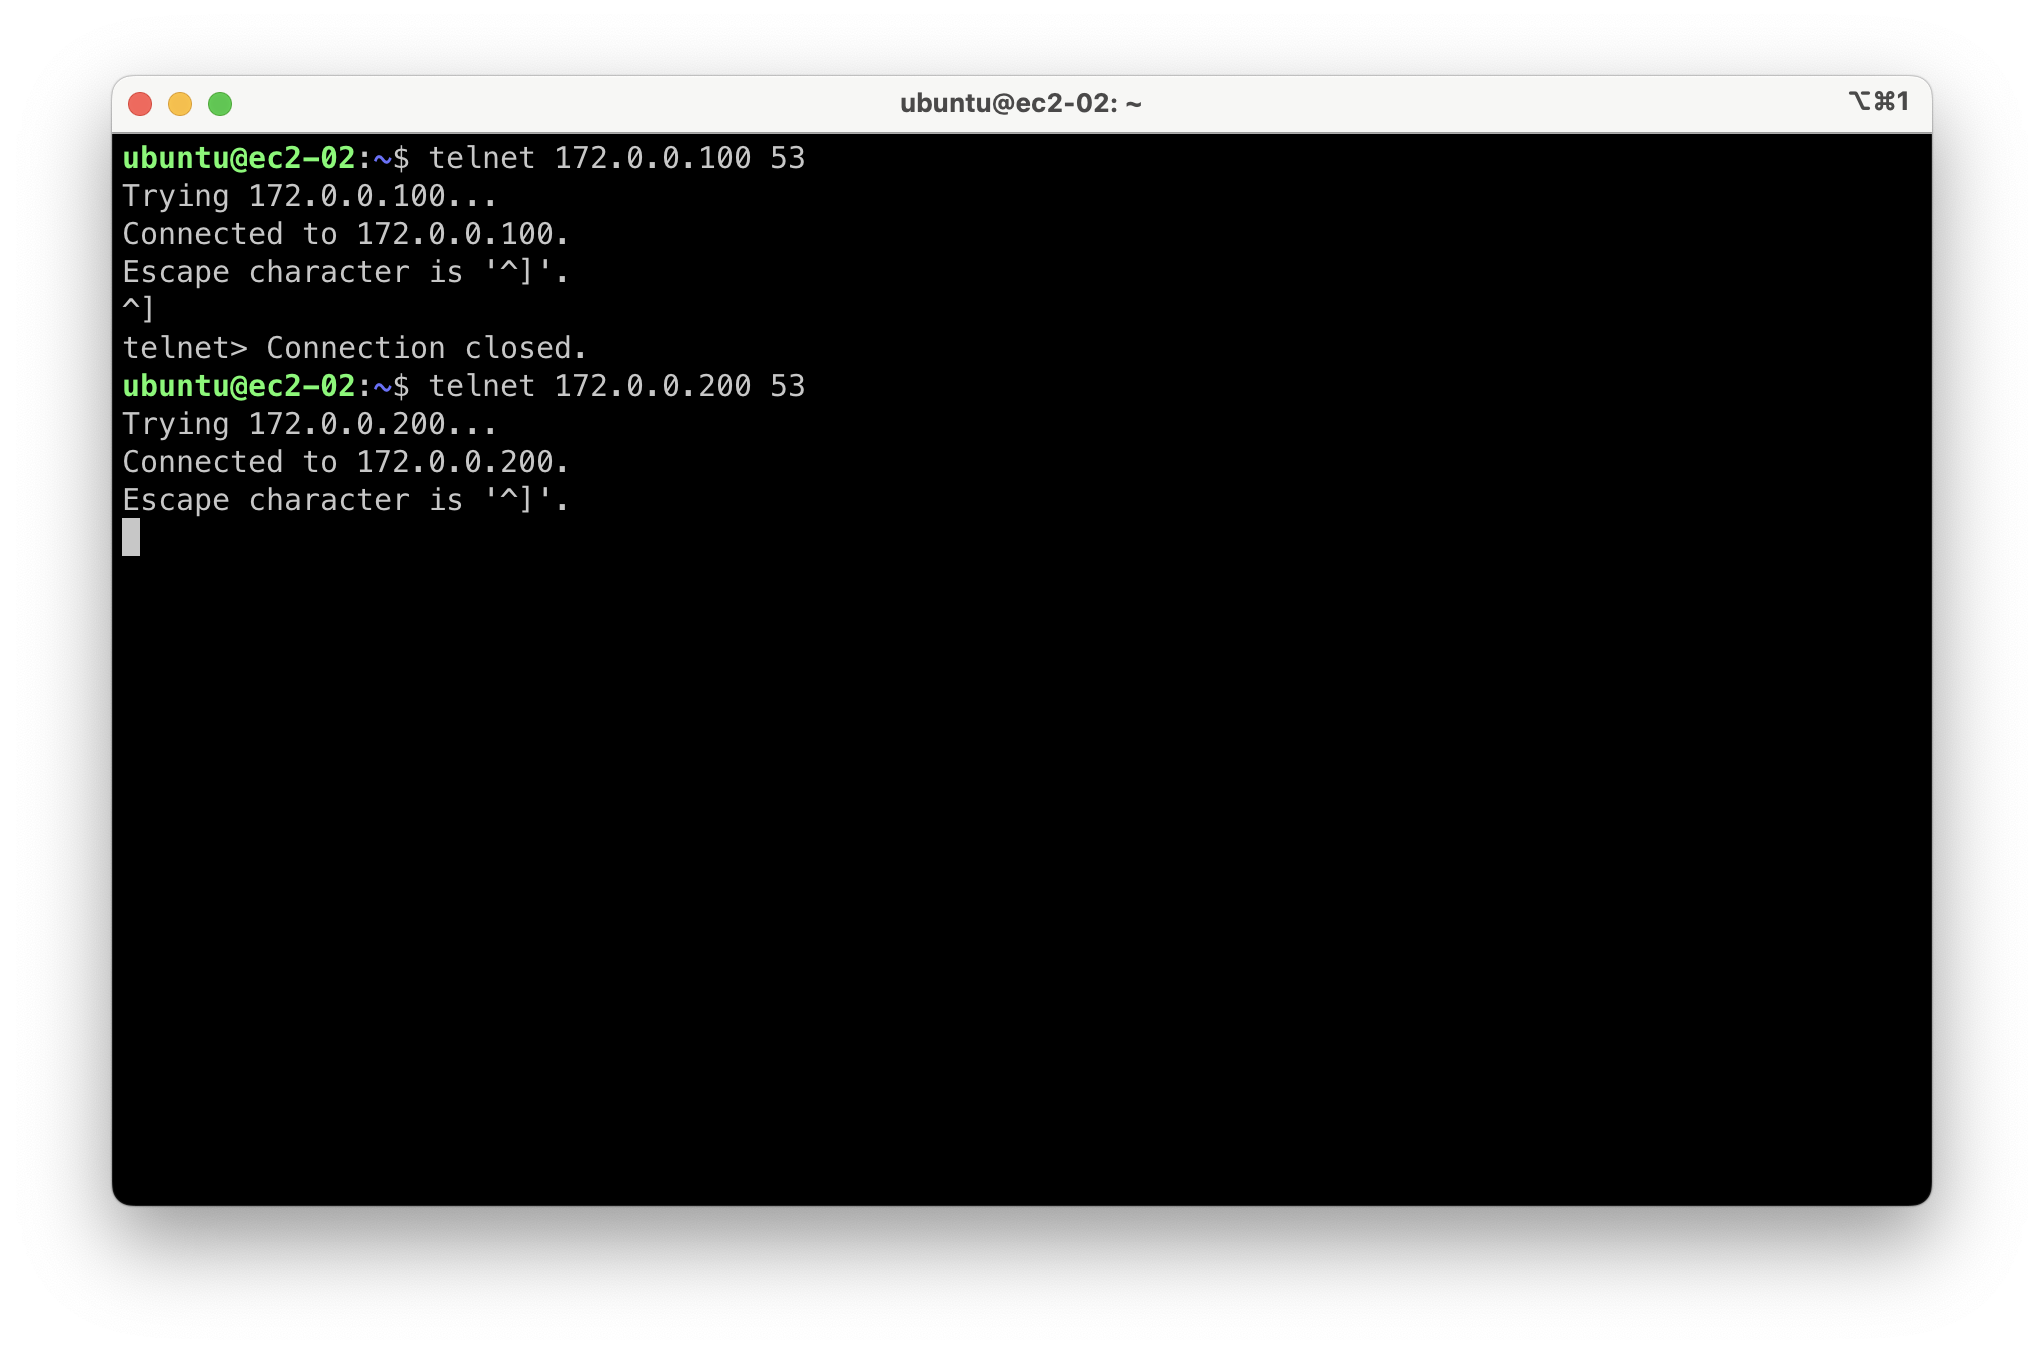 ubuntu@ec2-02: ~
⌥⌘1
ubuntu@ec2-02:~$ telnet 172.0.0.100 53
Trying 172.0.0.100...
Connected to 172.0.0.100.
Escape character is '^]'.
^]
telnet> Connection closed.
ubuntu@ec2-02:~$ telnet 172.0.0.200 53
Trying 172.0.0.200...
Connected to 172.0.0.200.
Escape character is '^]'.